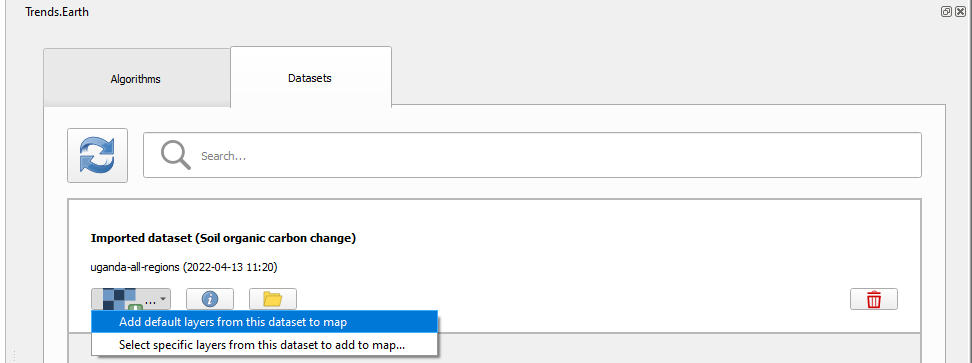 Trends.Earth
Algorithms
Datasets
Search...
Imported dataset (Soil organic carbon change)
uganda-all-regions (2022-04-13 11:20)
...
Add default layers from this dataset to map
Select specific layers from this dataset to add to map...